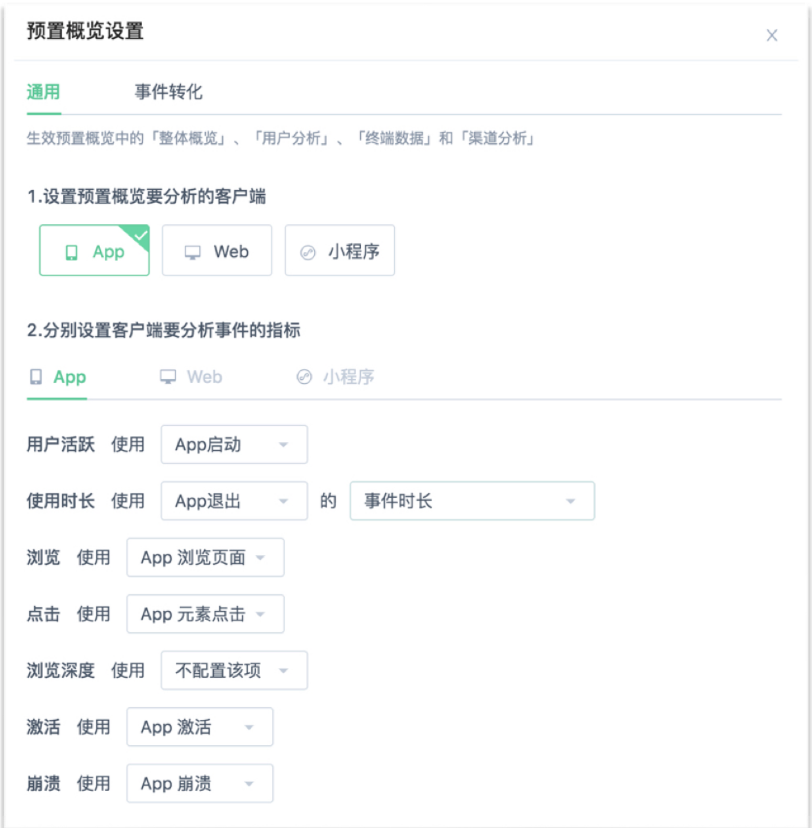 预置概览设置
通用 事件转化
生效预置概览中的「整体概览」、「用户分析」、「终端数据」和「渠道分析」
1.设置预置概览要分析的客户端
App Web 小程序
2.分别设置客户端要分析事件的指标
App Web 小程序
用户活跃 使用 App启动
使用时长 使用 App退出 的 事件时长
浏览 使用 App 浏览页面
点击 使用 App 元素点击
浏览深度 使用 不配置该项
激活 使用 App 激活
崩溃 使用 App 崩溃